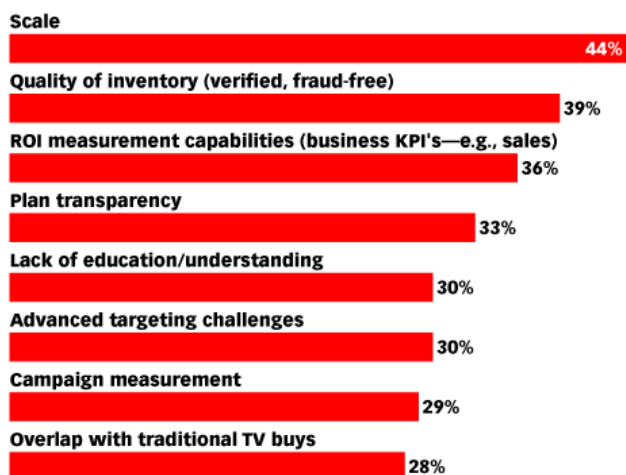 Scale
44%
Quality of inventory (verified, fraud-free)
39%
ROI measurement capabilities (business KPI's—e.g., sales)
36%
Plan transparency
33%
Lack of education/understanding
30%
Advanced targeting challenges
30%
Campaign measurement
29%
Overlap with traditional TV buys
28%